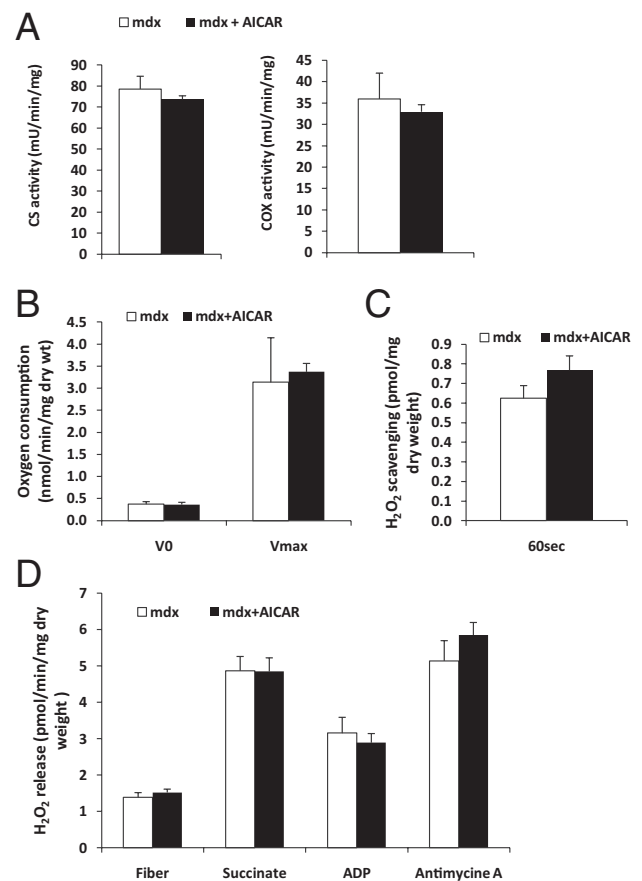 A
mdx
mdx + AICAR
CS activity (mU/min/mg)
90
80
70
60
50
40
30
20
10
0
COX activity (mU/min/mg)
45
40
35
30
25
20
15
10
5
0
B
mdx
mdx+AICAR
Oxygen consumption
(nmol/min/mg dry wt)
4.5
4.0
3.5
3.0
2.5
2.0
1.5
1.0
0.5
0.0
V0
Vmax
C
mdx
mdx+AICAR
H₂O₂ scavenging (pmol/mg
dry weight)
0.9
0.8
0.7
0.6
0.5
0.4
0.3
0.2
0.1
0.0
60sec
D
mdx
mdx+AICAR
H₂O₂ release (pmol/min/mg dry
weight )
7
6
5
4
3
2
1
0
Fiber
Succinate
ADP
Antimycine A